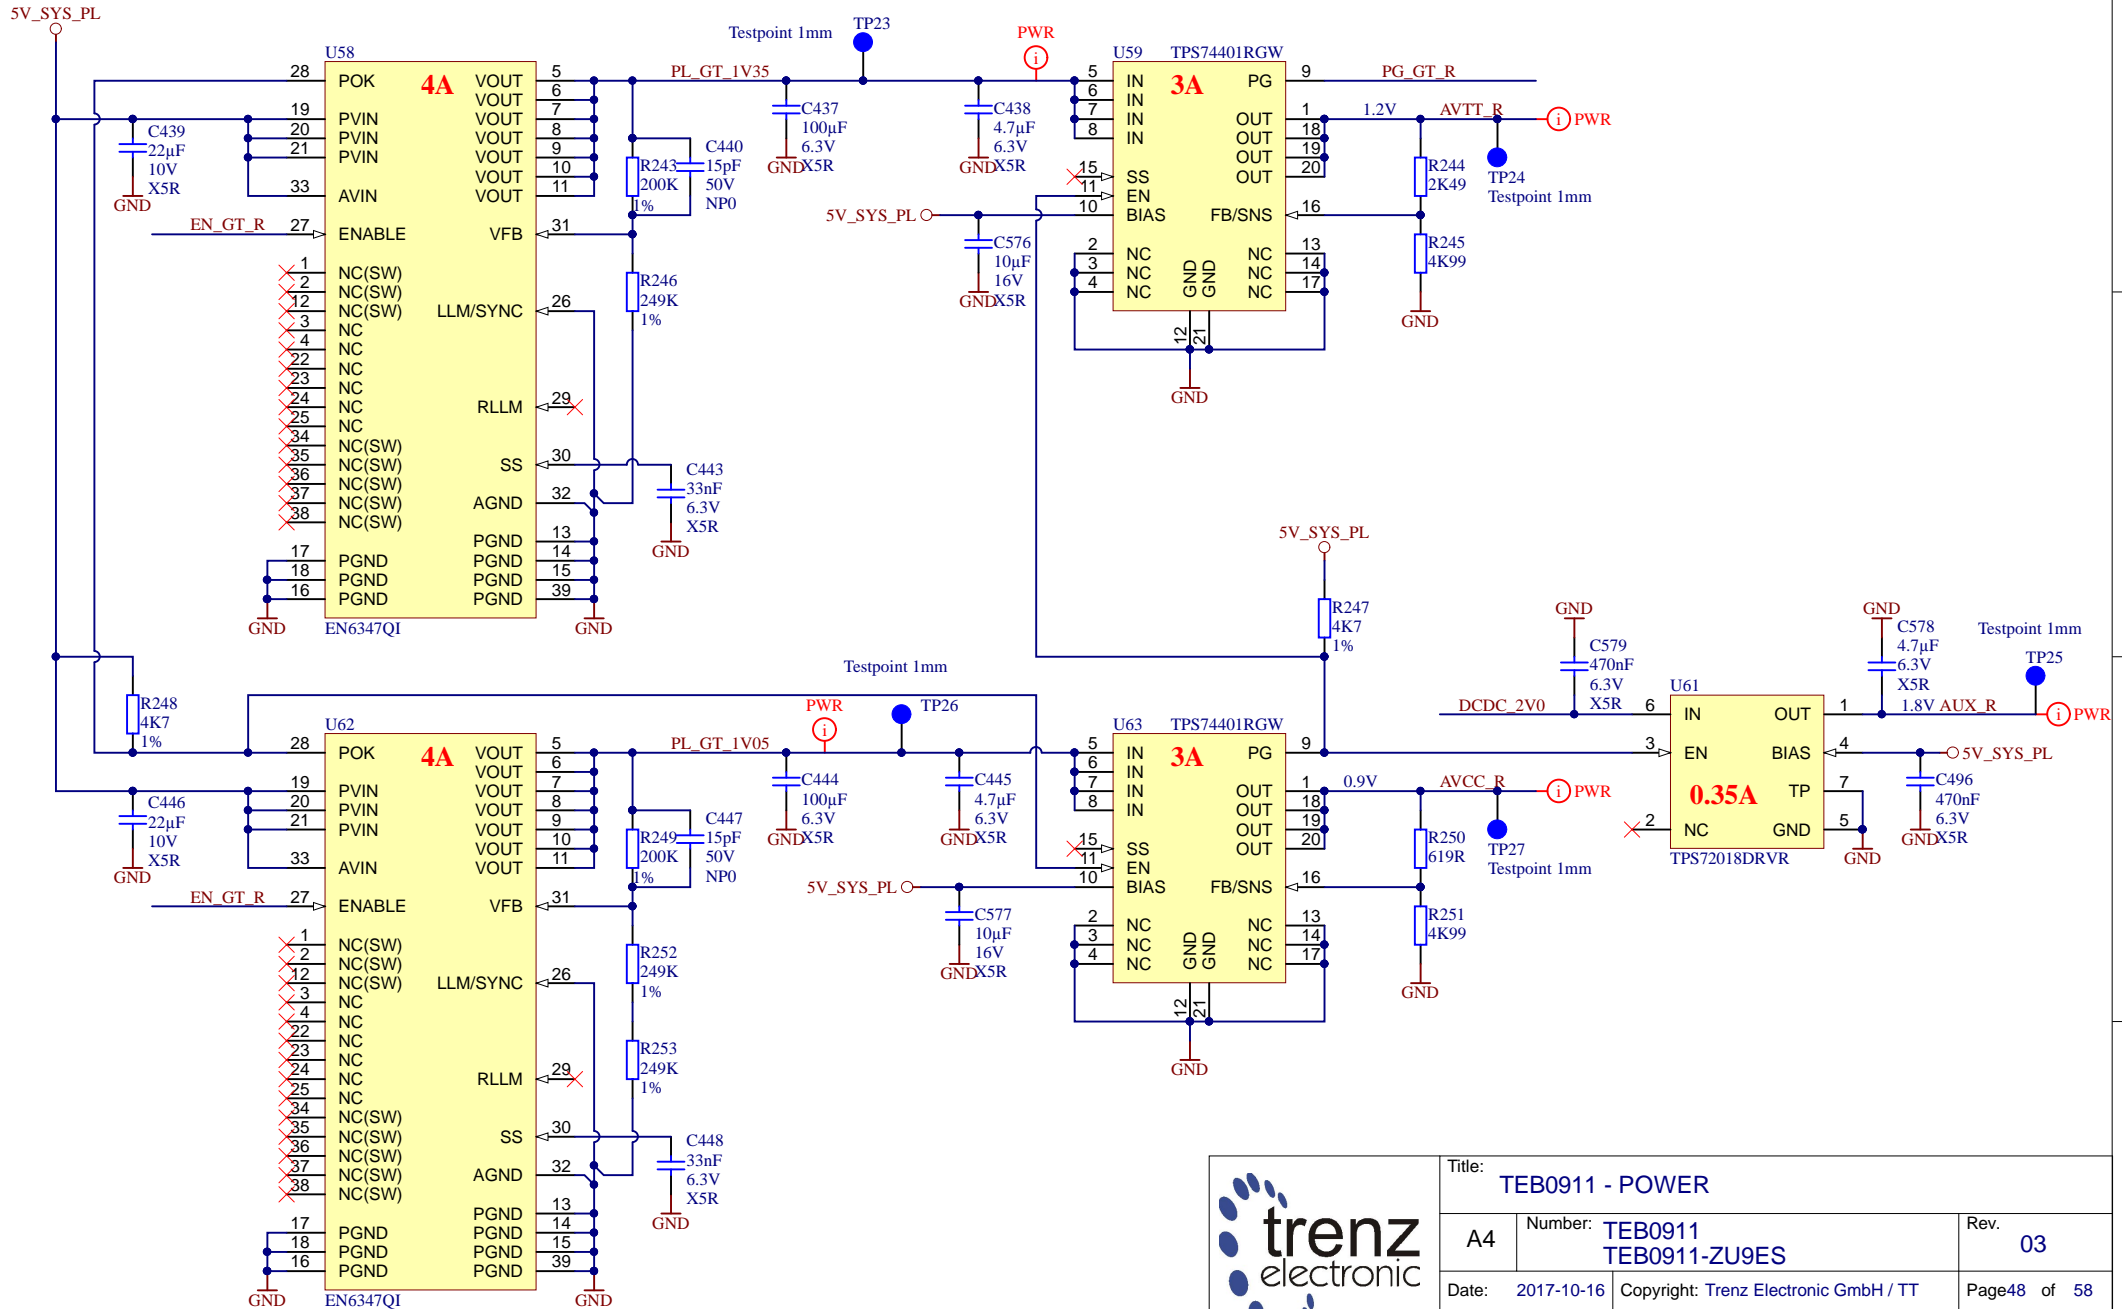 5V_SYS_PL
U58
28 POK VOUT 5
VOUT 6
19 PVIN VOUT 7
20 PVIN VOUT 8
21 PVIN VOUT 9
VOUT 10
33 AVIN VOUT 11
EN_GT_R 27 ENABLE VFB 31
1 NC(SW)
2 NC(SW)
12 NC(SW) LLM/SYNC 26
3 NC
4 NC
22 NC
23 NC
24 NC RLLM 29
25 NC
34 NC(SW)
35 NC(SW) SS 30
36 NC(SW)
37 NC(SW) AGND 32
38 NC(SW)
PGND 13
17 PGND PGND 14
18 PGND PGND 15
16 PGND PGND 39
4A
EN6347QI
GND
GND
C439
22µF
10V
X5R
GND
PL_GT_1V35
R243
200K
1%
C440
15pF
50V
NP0
R246
249K
1%
C443
33nF
6.3V
X5R
GND
C437
100µF
6.3V
X5R
GND
Testpoint 1mm
TP23
C438
4.7µF
6.3V
X5R
GND
PWR
U59 TPS74401RGW
3A
5 IN PG 9
6 IN
7 IN OUT 1
8 IN OUT 18
OUT 19
15 SS OUT 20
11 EN
10 BIAS FB/SNS 16
2 NC NC 13
3 NC NC 14
4 NC NC 17
GND GND
12 21
GND
5V_SYS_PL
C576
10µF
16V
X5R
GND
PG_GT_R
1.2V AVTT_R
PWR
R244
2K49
TP24
Testpoint 1mm
R245
4K99
GND
5V_SYS_PL
R247
4K7
1%
R248
4K7
1%
U62
28 POK VOUT 5
VOUT 6
19 PVIN VOUT 7
20 PVIN VOUT 8
21 PVIN VOUT 9
VOUT 10
33 AVIN VOUT 11
EN_GT_R 27 ENABLE VFB 31
1 NC(SW)
2 NC(SW)
12 NC(SW) LLM/SYNC 26
3 NC
4 NC
22 NC
23 NC
24 NC RLLM 29
25 NC
34 NC(SW)
35 NC(SW) SS 30
36 NC(SW)
37 NC(SW) AGND 32
38 NC(SW)
PGND 13
17 PGND PGND 14
18 PGND PGND 15
16 PGND PGND 39
4A
EN6347QI
GND
GND
C446
22µF
10V
X5R
GND
PL_GT_1V05
R249
200K
1%
C447
15pF
50V
NP0
R252
249K
1%
R253
249K
1%
C448
33nF
6.3V
X5R
GND
C444
100µF
6.3V
X5R
GND
PWR
Testpoint 1mm
TP26
C445
4.7µF
6.3V
X5R
GND
U63 TPS74401RGW
3A
5 IN PG 9
6 IN
7 IN OUT 1
8 IN OUT 18
OUT 19
15 SS OUT 20
11 EN
10 BIAS FB/SNS 16
2 NC NC 13
3 NC NC 14
4 NC NC 17
GND GND
12 21
GND
5V_SYS_PL
C577
10µF
16V
X5R
GND
0.9V AVCC_R
PWR
R250
619R
TP27
Testpoint 1mm
R251
4K99
GND
DCDC_2V0
GND
C579
470nF
6.3V
X5R
U61
6 IN OUT 1
3 EN BIAS 4
TP 7
2 NC GND 5
0.35A
TPS72018DRVR
GND
GND
C578
4.7µF
6.3V
X5R
Testpoint 1mm
TP25
1.8V AUX_R
PWR
5V_SYS_PL
C496
470nF
6.3V
X5R
GND
trenz
electronic
Title:
TEB0911 - POWER
A4
Number: TEB0911
TEB0911-ZU9ES
Rev.
03
Date: 2017-10-16
Copyright: Trenz Electronic GmbH / TT
Page48 of 58